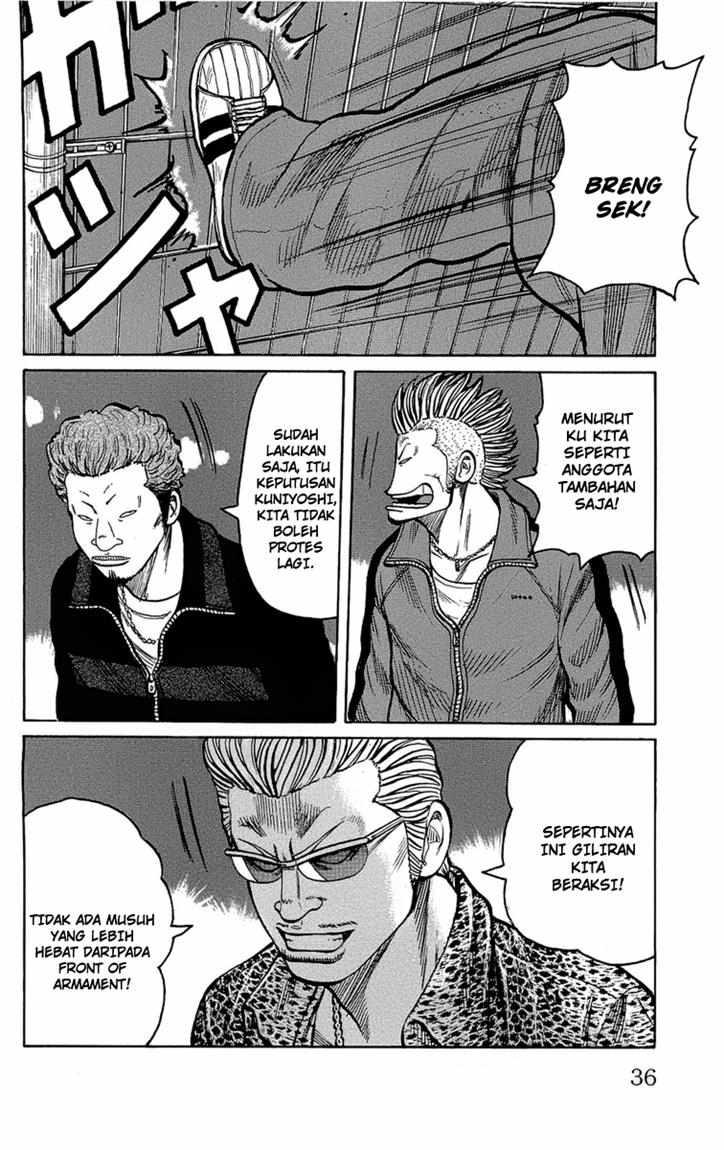 ガシャ
BRENG
SEK!
MENURUT
KU KITA
SEPERTI
ANGGOTA
TAMBAHAN
SAJA!
SUDAH
LAKUKAN
SAJA, ITU
KEPUTUSAN
KUNIYOSHI,
KITA TIDAK
BOLEH
PROTES
LAGI.
SEPERTINYA
INI GILIRAN
KITA
BERAKSI!
TIDAK ADA MUSUH
YANG LEBIH
HEBAT DARIPADA
FRONT OF
ARMAMENT!
36